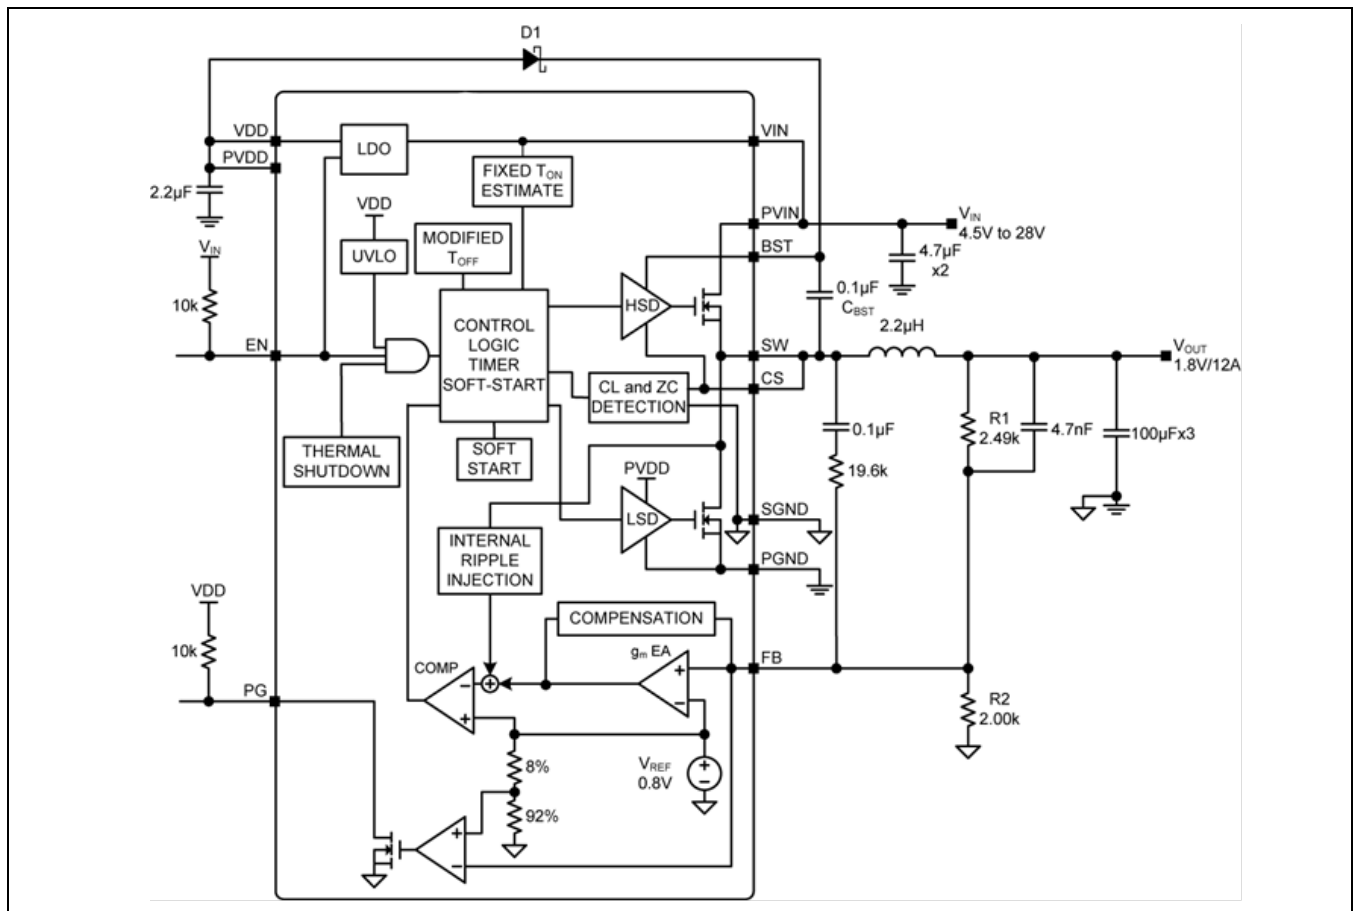 D1
VDD
LDO
VIN
PVDD
FIXED TON
ESTIMATE
2.2µF
VDD
PVIN
VIN
4.5V to 28V
VIN
MODIFIED
TOFF
BST
4.7µF
x2
UVLO
10k
HSD
0.1µF
CBST
CONTROL
LOGIC
TIMER
SOFT-START
2.2µH
EN
SW
VOUT
1.8V/12A
CS
CL and ZC
DETECTION
R1
2.49k
4.7nF
0.1µF
100µFx3
THERMAL
SHUTDOWN
SOFT
START
19.6k
PVDD
LSD
SGND
INTERNAL
RIPPLE
INJECTION
PGND
VDD
COMPENSATION
10k
gm EA
FB
COMP
+
−
+
−
+
PG
R2
2.00k
8%
VREF
0.8V
+
−
92%
+
−